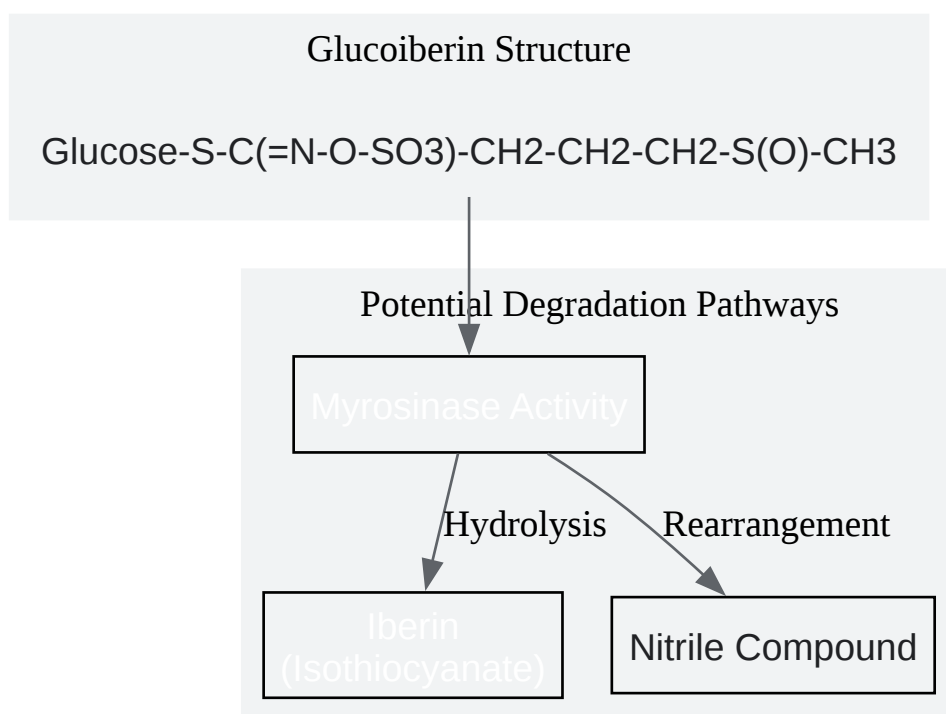 Glucoiberin Structure
Glucose-S-C(=N-O-SO3)-CH2-CH2-CH2-S(O)-CH3
Potential Degradation Pathways
Myrosinase Activity
Hydrolysis
Rearrangement
Iberin
(Isothiocyanate)
Nitrile Compound